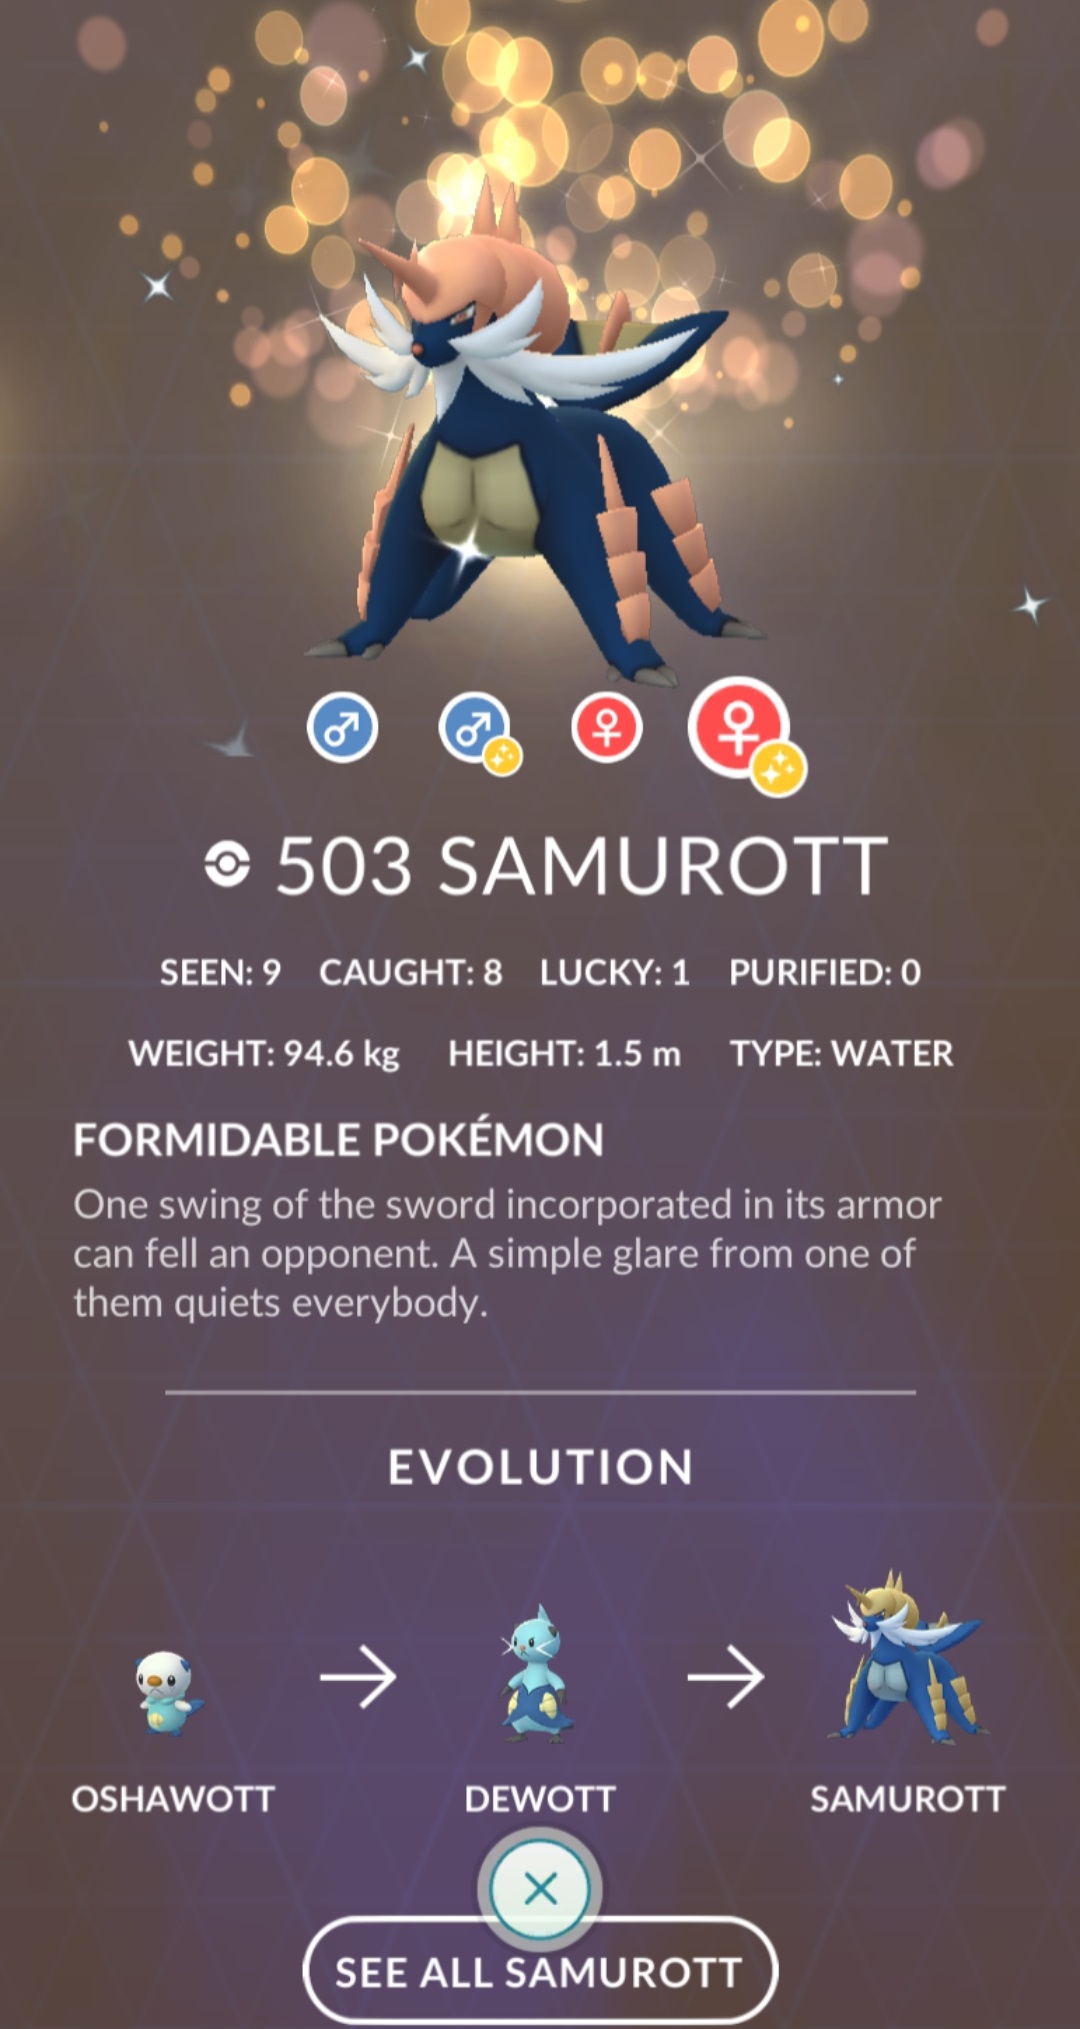 503 SAMUROTT
SEEN: 9 CAUGHT: 8 LUCKY: 1 PURIFIED: 0
WEIGHT: 94.6 kg HEIGHT: 1.5 m TYPE: WATER
FORMIDABLE POKÉMON
One swing of the sword incorporated in its armor
can fell an opponent. A simple glare from one of
them quiets everybody.
EVOLUTION
OSHAWOTT DEWOTT SAMUROTT
SEE ALL SAMUROTT